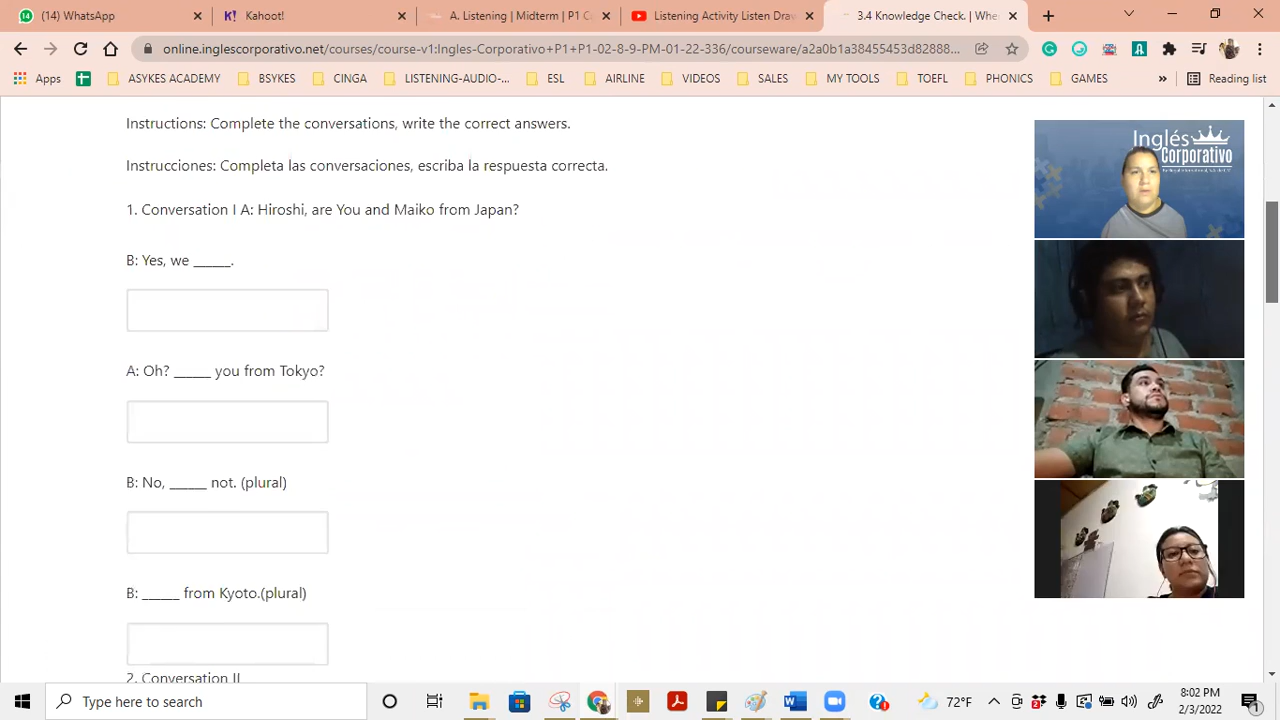 (14) WhatsApp
Kahoot!
A. Listening | Midterm | P1 C
Listening Activity Listen Draw
3.4 Knowledge Check. | Whe
online.inglescorporativo.net/courses/course-v1:Ingles-Corporativo+P1+P1-02-8-9-PM-01-22-336/courseware/a2a0b1a38455453d82888...
Apps
ASYKES ACADEMY
BSYKES
CINGA
LISTENING-AUDIO-...
ESL
AIRLINE
VIDEOS
SALES
MY TOOLS
TOEFL
PHONICS
GAMES
»
Reading list
Instructions: Complete the conversations, write the correct answers.
Instrucciones: Completa las conversaciones, escriba la respuesta correcta.
1. Conversation I A: Hiroshi, are You and Maiko from Japan?
B: Yes, we ______.
A: Oh? ______ you from Tokyo?
B: No, ______ not. (plural)
B: ______ from Kyoto.(plural)
2. Conversation II
Inglés
Corporativo
Type here to search
72°F
8:02 PM
2/3/2022